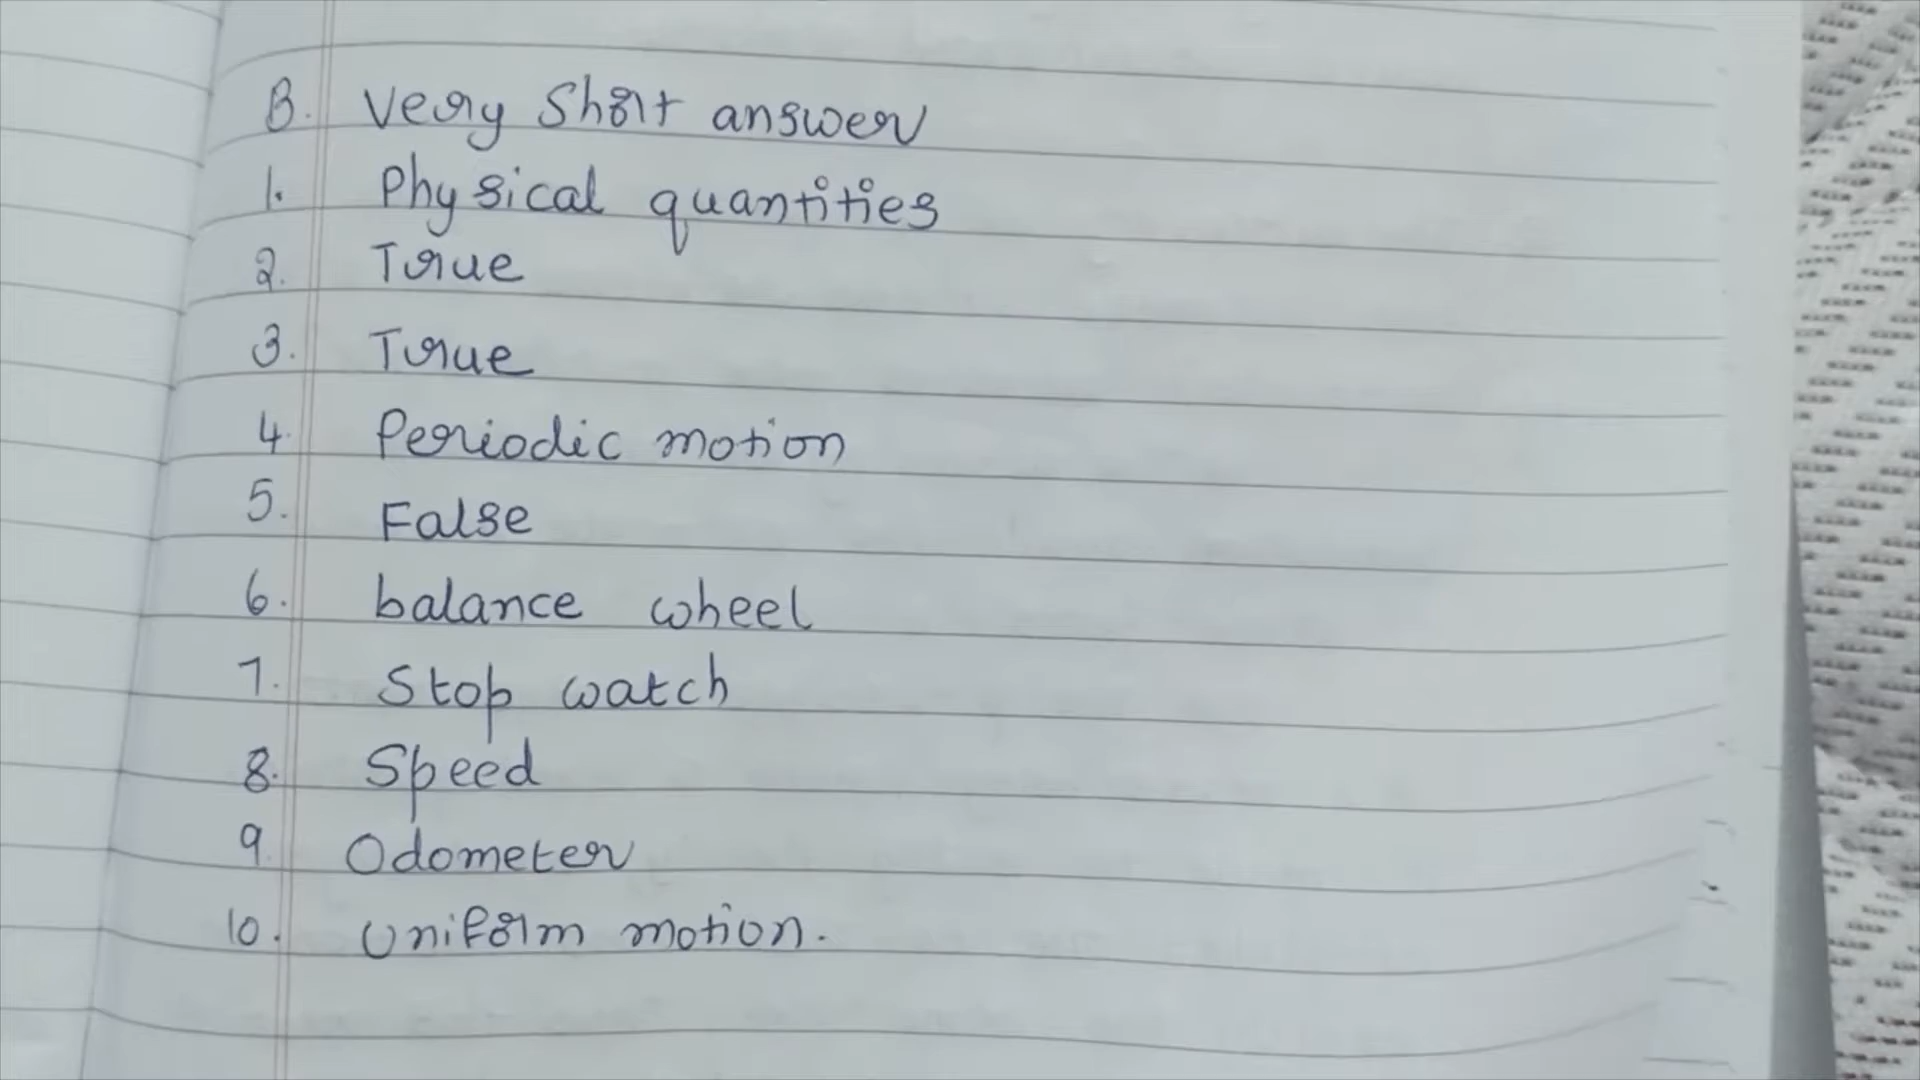 B. Very Short answer
1. Physical quantities
2. True
3. True
4. Periodic motion
5. False
6. balance wheel
7. Stop watch
8. Speed
9. Odometer
10. Uniform motion.